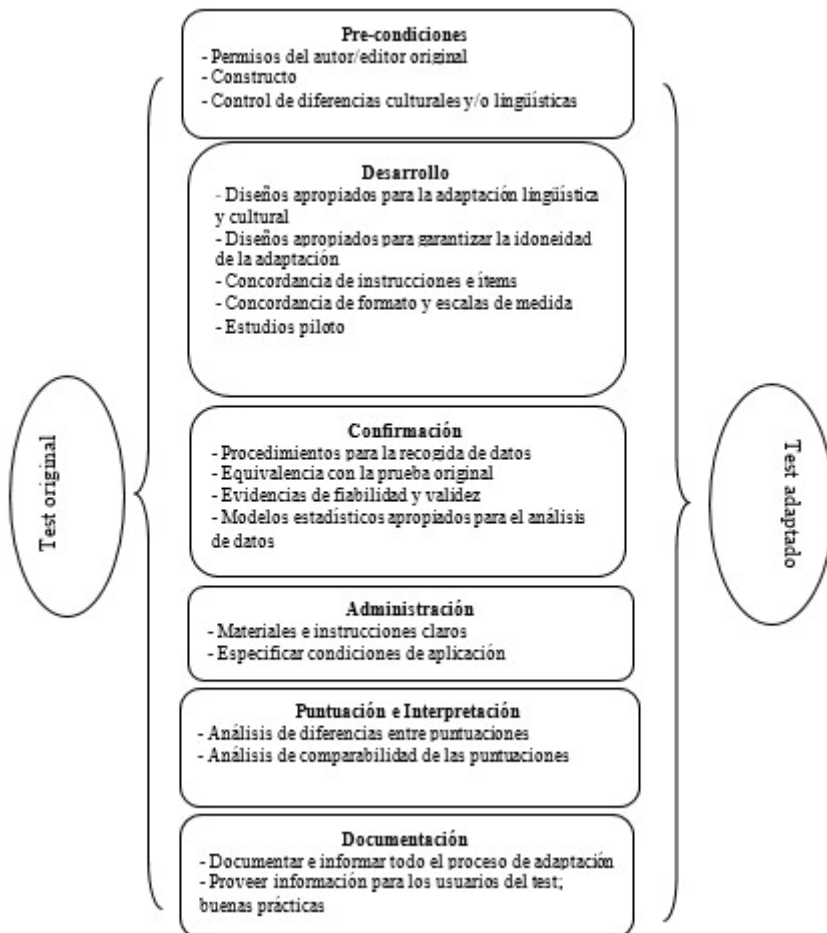 Pre-condiciones
- Permisos del autor/editor original
- Constructo
- Control de diferencias culturales y/o lingüísticas
Desarrollo
- Diseños apropiados para la adaptación lingüística
y cultural
- Diseños apropiados para garantizar la idoneidad
de la adaptación
- Concordancia de instrucciones e ítems
- Concordancia de formato y escalas de medida
- Estudios piloto
Test original
Confirmación
- Procedimientos para la recogida de datos
- Equivalencia con la prueba original
- Evidencias de fiabilidad y validez
- Modelos estadísticos apropiados para el análisis
de datos
Test adaptado
Administración
- Materiales e instrucciones claros
- Especificar condiciones de aplicación
Puntuación e Interpretación
- Análisis de diferencias entre puntuaciones
- Análisis de comparabilidad de las puntuaciones
Documentación
- Documentar e informar todo el proceso de adaptación
- Proveer información para los usuarios del test;
buenas prácticas